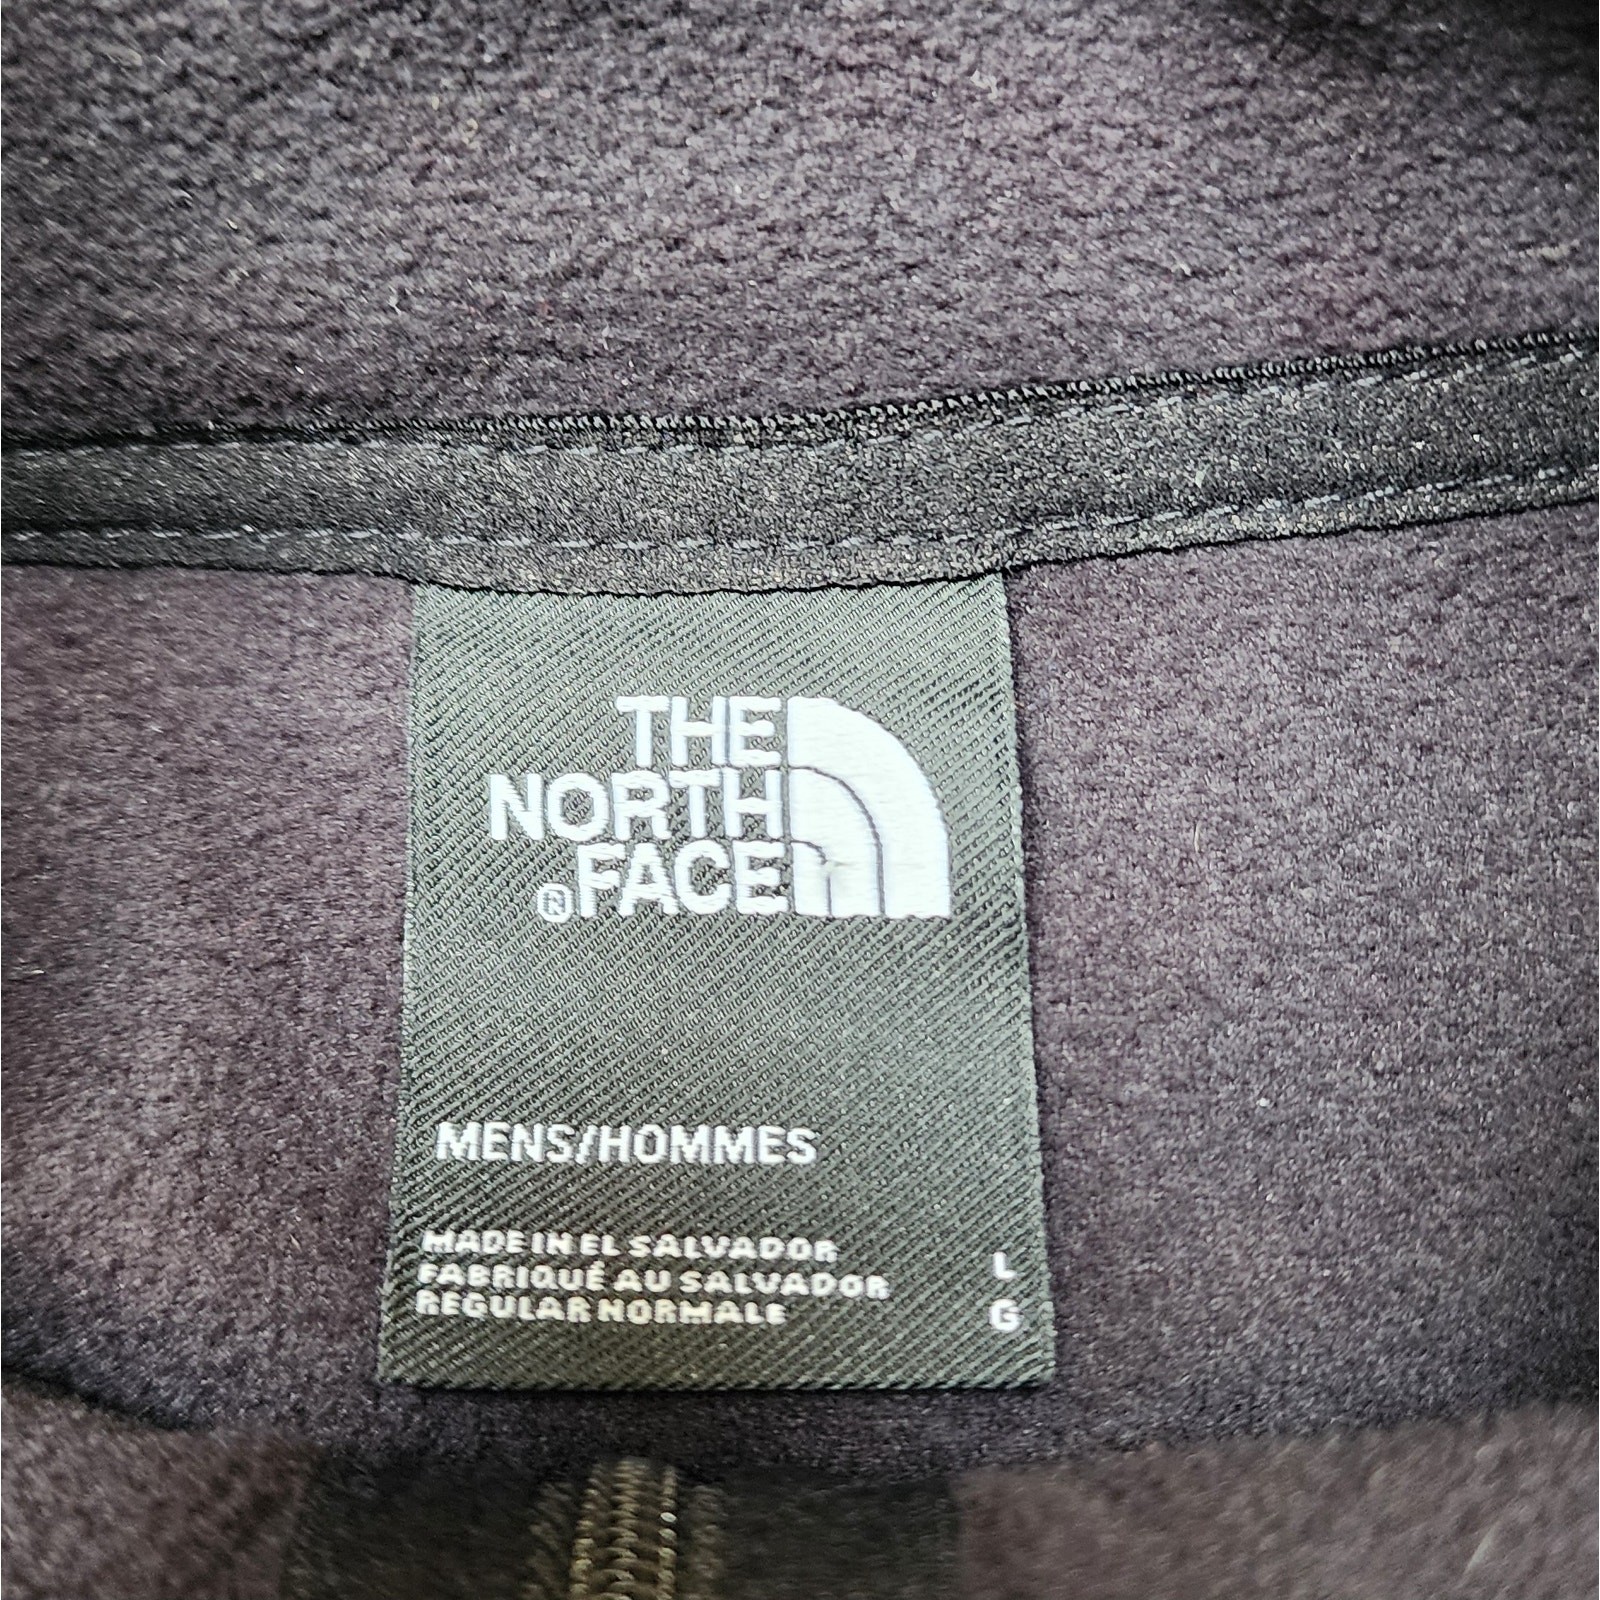 THE
NORTH
®FACE
MENS/HOMMES
MADE IN EL SALVADOR L
FABRIQUÉ AU SALVADOR
REGULAR NORMALE G